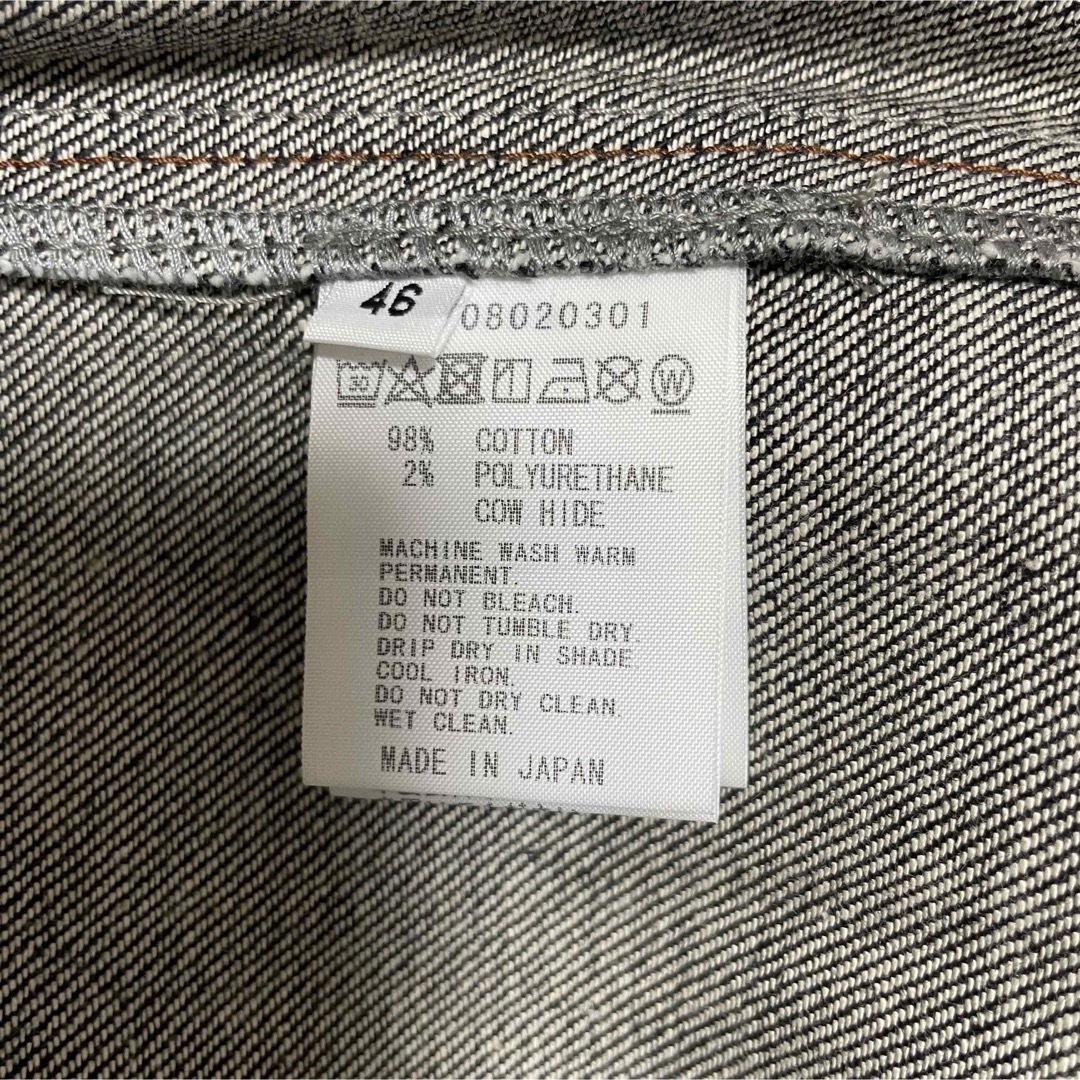 46
08020301
30
W
98% COTTON
2% POLYURETHANE
COW HIDE
MACHINE WASH WARM
PERMANENT.
DO NOT BLEACH.
DO NOT TUMBLE DRY.
DRIP DRY IN SHADE
COOL IRON.
DO NOT DRY CLEAN.
WET CLEAN.
MADE IN JAPAN